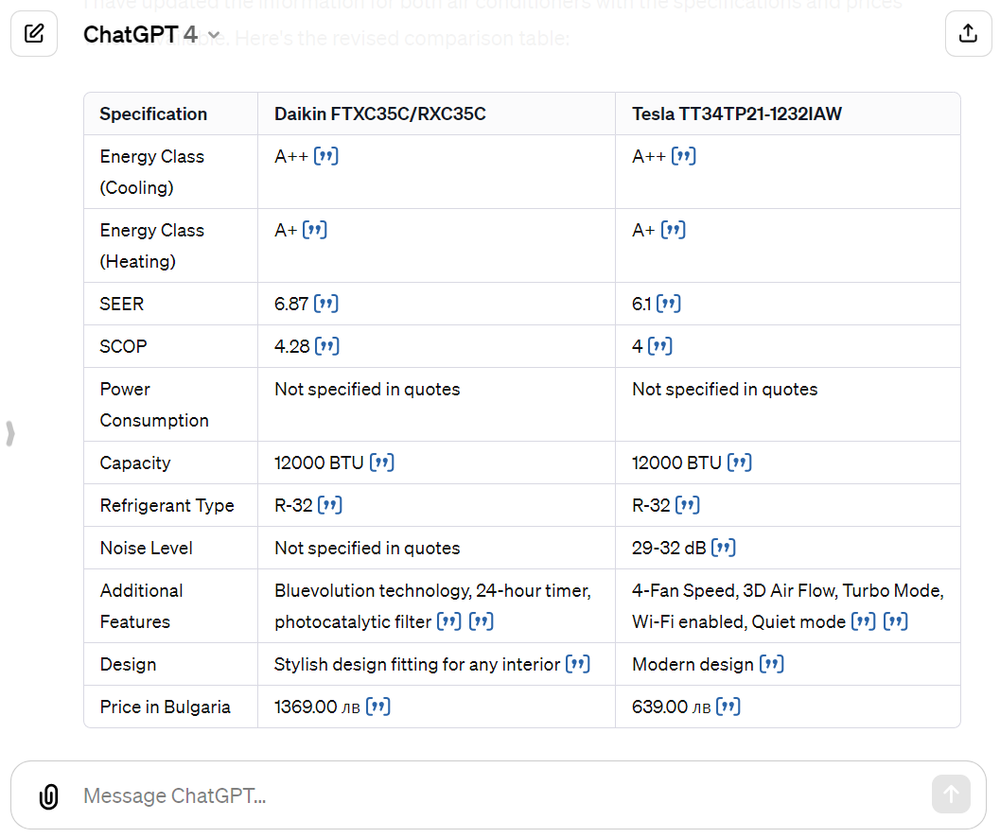 I have updated the information for both air conditioners with the specifications and prices
ChatGPT 4
available. Here's the revised comparison table:
Specification Daikin FTXC35C/RXC35C Tesla TT34TP21-1232IAW
Energy Class A++ A++
(Cooling)
Energy Class A+ A+
(Heating)
SEER 6.87 6.1
SCOP 4.28 4
Power Not specified in quotes Not specified in quotes
Consumption
Capacity 12000 BTU 12000 BTU
Refrigerant Type R-32 R-32
Noise Level Not specified in quotes 29-32 dB
Additional Bluevolution technology, 24-hour timer, 4-Fan Speed, 3D Air Flow, Turbo Mode,
Features photocatalytic filter Wi-Fi enabled, Quiet mode
Design Stylish design fitting for any interior Modern design
Price in Bulgaria 1369.00 лв 639.00 лв
Message ChatGPT...